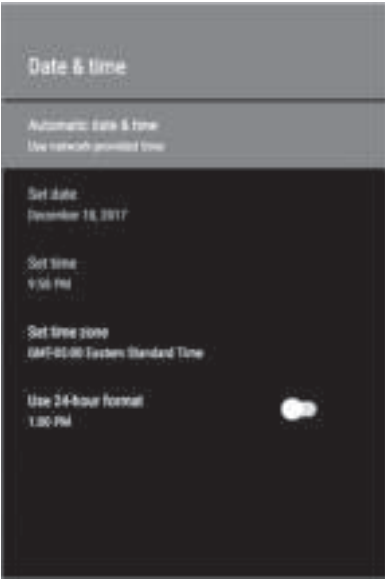 Date & time
Automatic date & time
Use network-provided time
Set date
December 18, 2017
Set time
9:58 PM
Set time zone
GMT-05:00 Eastern Standard Time
Use 24-hour format
1:00 PM